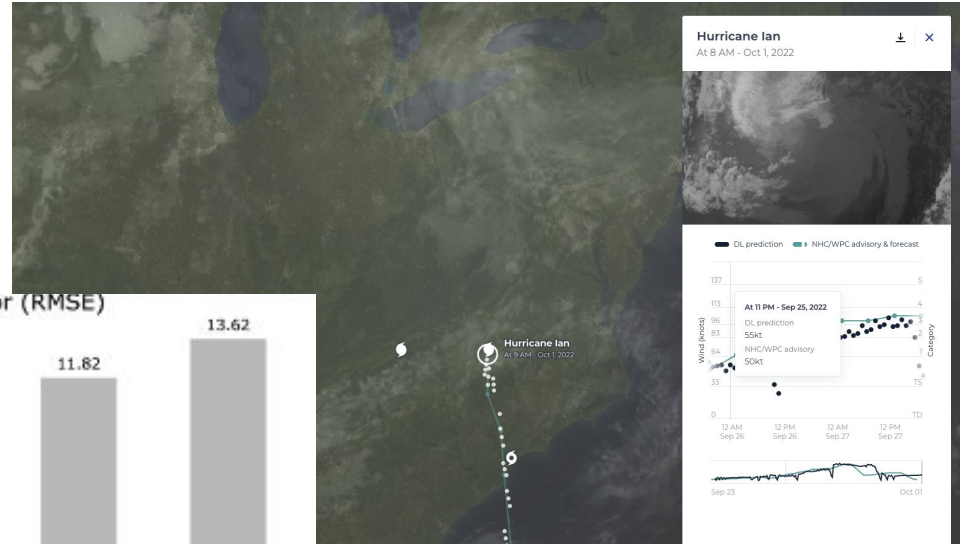 Hurricane Ian
At 8 AM - Oct 1, 2022
DL prediction
NHC/WPC advisory & forecast
137
113
96
83
64
33
0
Wind (knots)
5
4
3
2
1
TS
TD
Category
At 11 PM - Sep 25, 2022
DL prediction
55kt
NHC/WPC advisory
50kt
12 AM
Sep 26
12 PM
Sep 26
12 AM
Sep 27
12 PM
Sep 27
Sep 23
Oct 01
Hurricane Ian
At 9 AM - Oct 1, 2022
(RMSE)
11.82
13.62